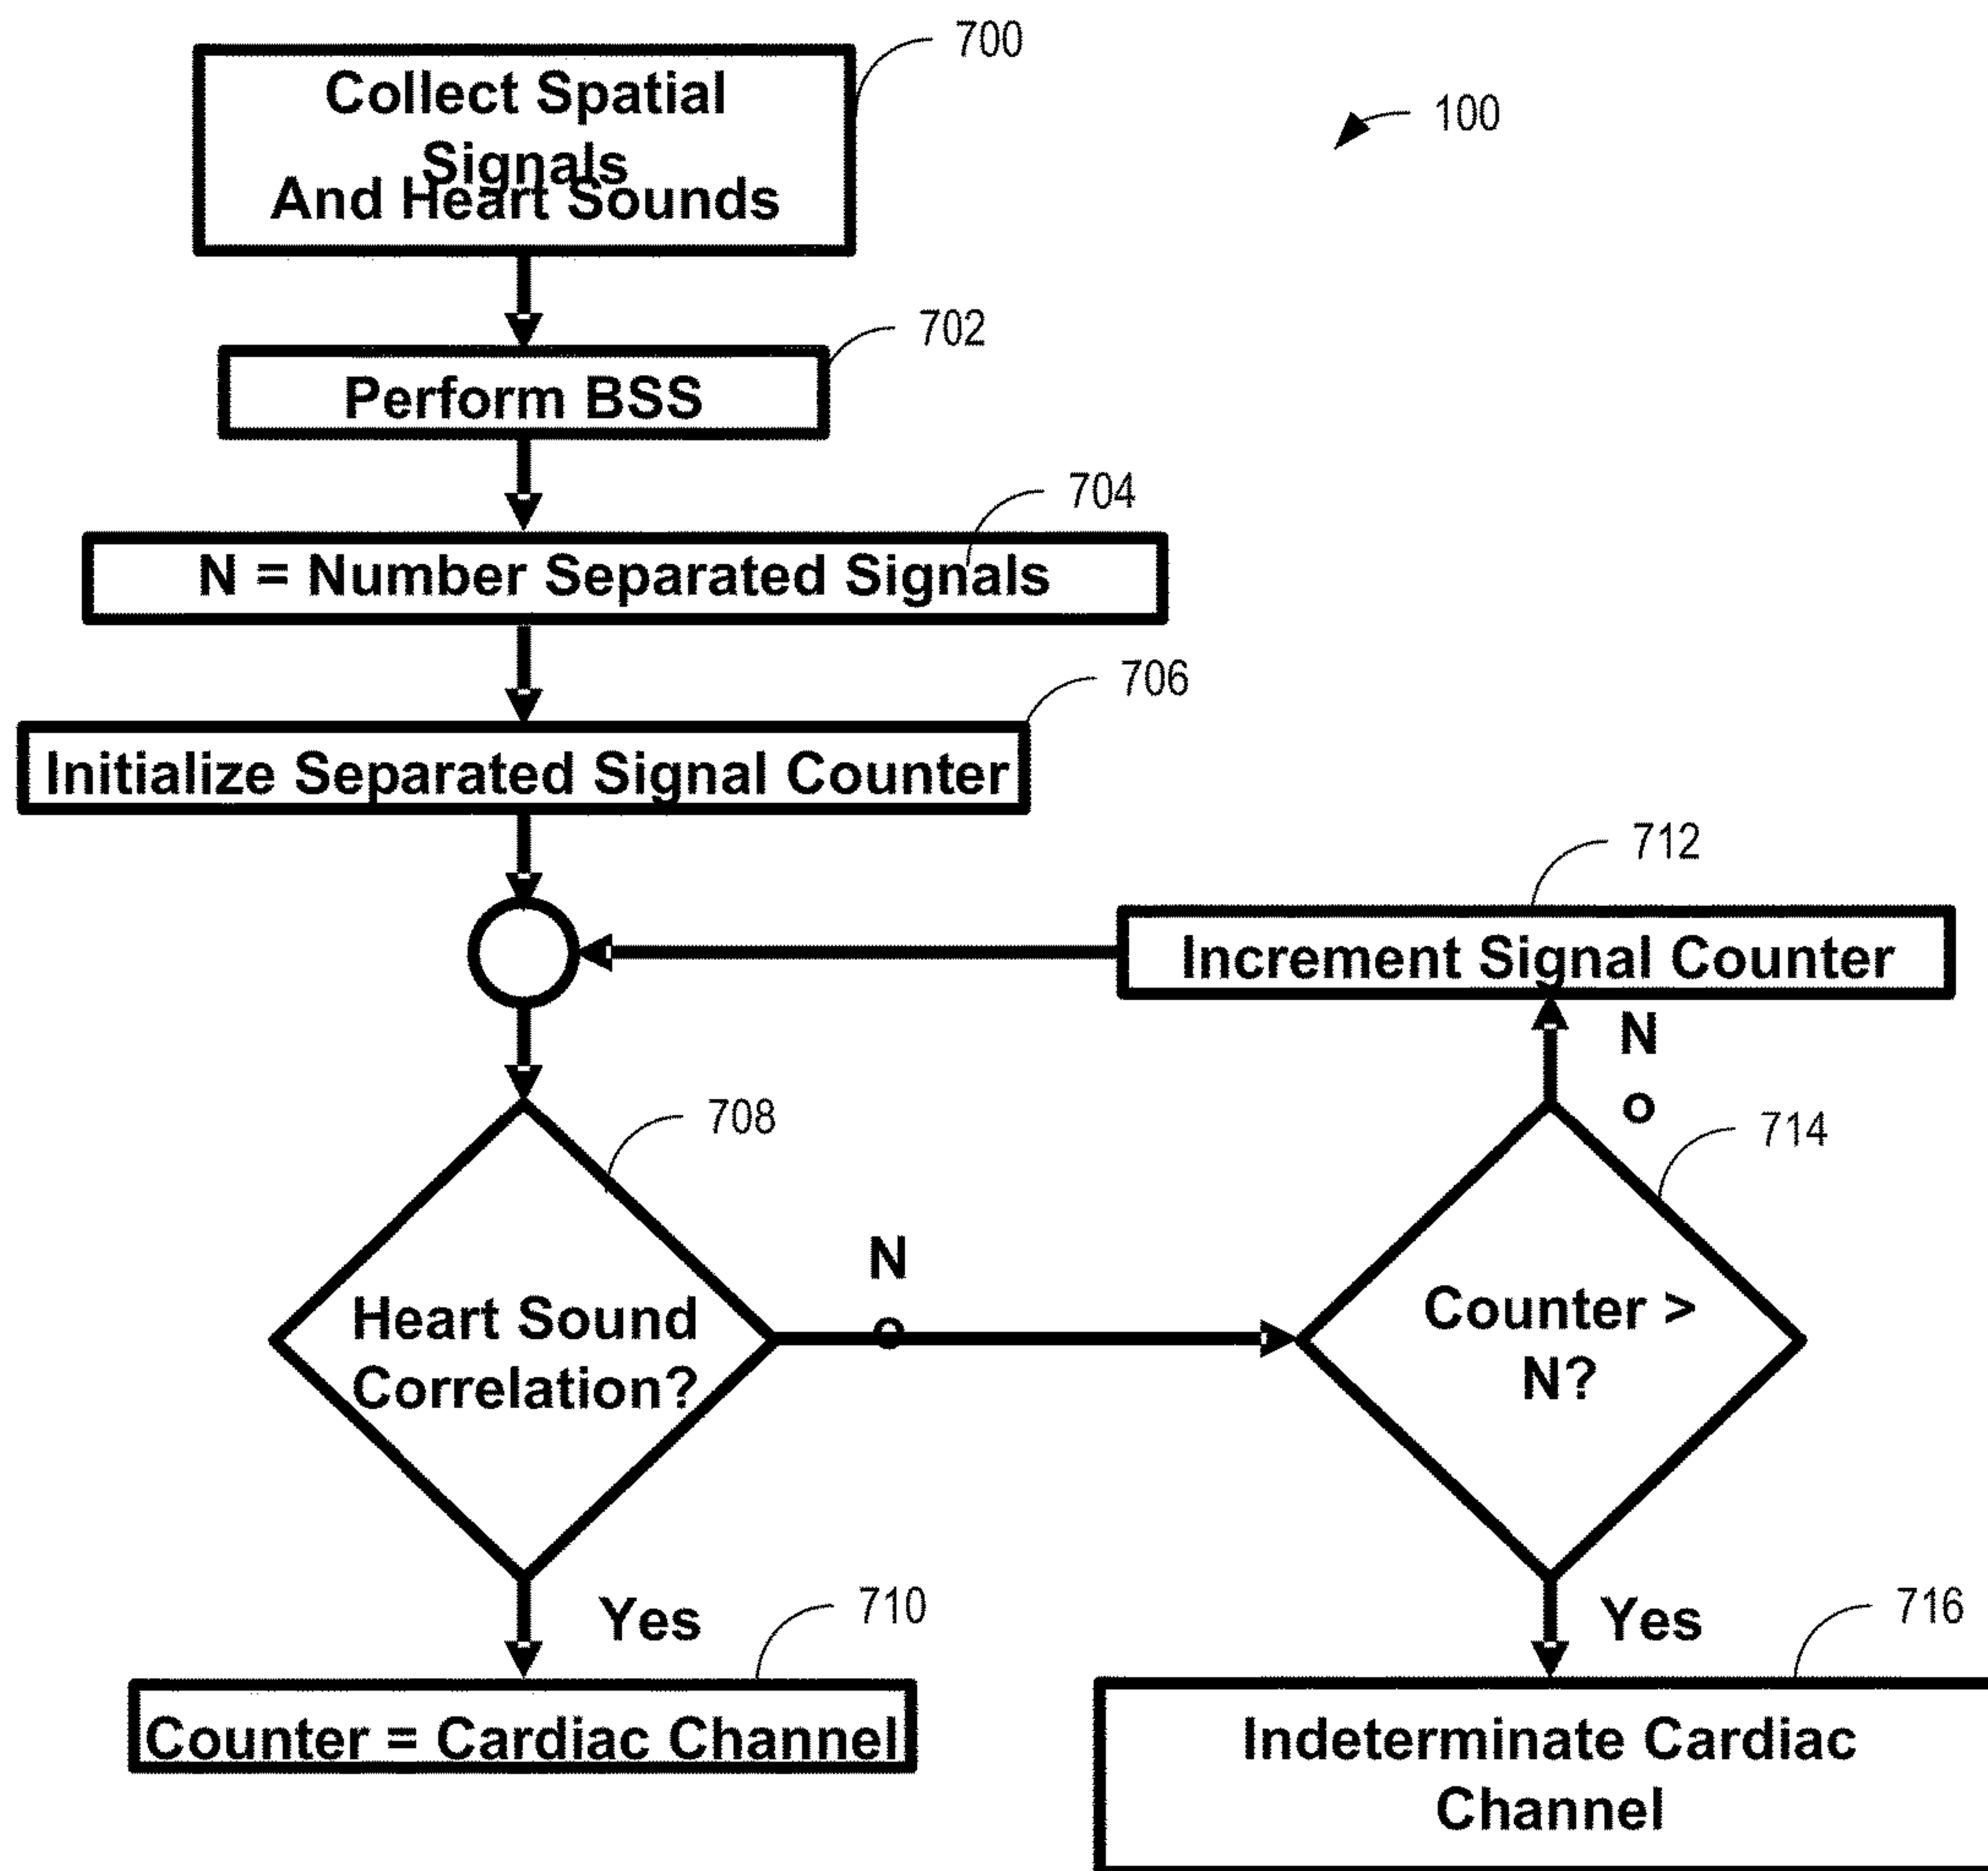 700
Collect Spatial
Signals
And Heart Sounds
100
702
Perform BSS
704
N = Number Separated Signals
706
Initialize Separated Signal Counter
712
Increment Signal Counter
N
o
708
714
N
o
Heart Sound
Correlation?
Counter >
N?
Yes
710
Yes
716
Counter = Cardiac Channel
Indeterminate Cardiac
Channel